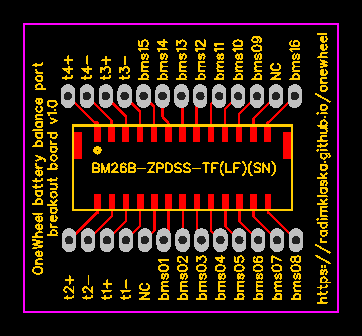 OneWheel battery balance port
breakout board v1.0
t4+
t4-
t3+
t3-
bms15
bms14
bms13
bms12
bms11
bms10
bms09
NC
bms16
BM26B-ZPDSS-TF(LF)(SN)
t2+
t2-
t1+
t1-
NC
bms01
bms02
bms03
bms04
bms05
bms06
bms07
bms08
https://radimklaska.github.io/onewheel